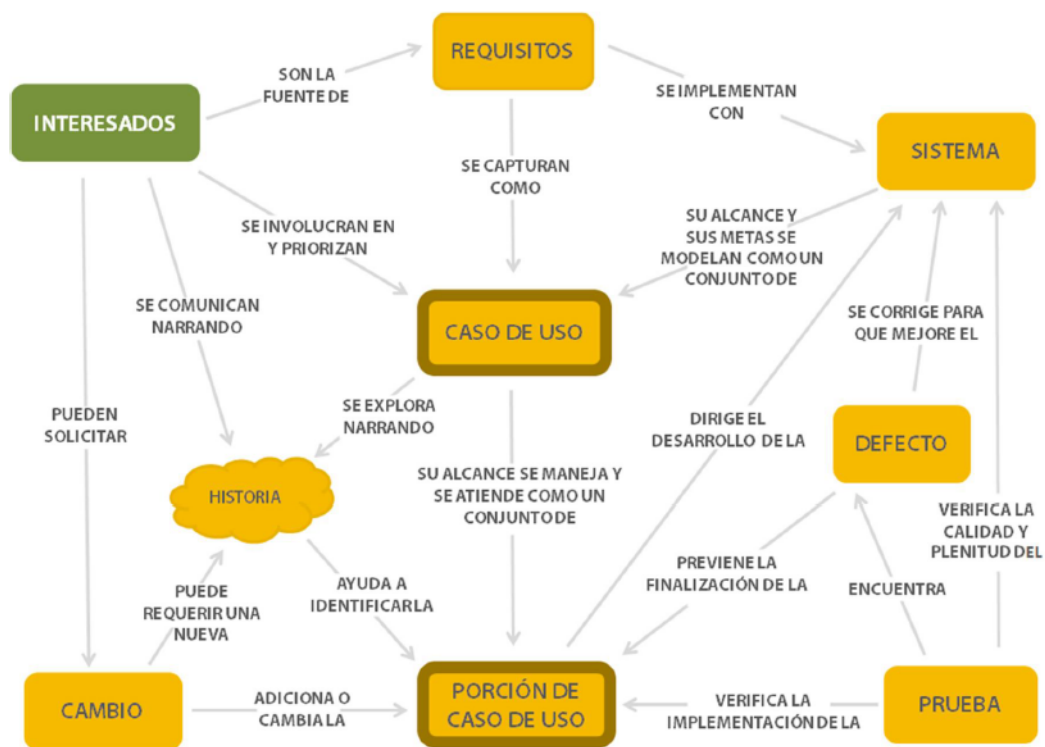 REQUISITOS
SON LA
FUENTE DE
SE IMPLEMENTAN
CON
INTERESADOS
SISTEMA
SE CAPTURAN
COMO
SE INVOLUCRAN EN
Y PRIORIZAN
SU ALCANCE Y
SUS METAS SE
MODELAN COMO UN
CONJUNTO DE
SE COMUNICAN
NARRANDO
CASO DE USO
SE CORRIGE PARA
QUE MEJORE EL
PUEDEN
SOLICITAR
SE EXPLORA
NARRANDO
DIRIGE EL
DESARROLLO DE LA
DEFECTO
HISTORIA
SU ALCANCE SE MANEJA Y
SE ATIENDE COMO UN
CONJUNTO DE
VERIFICA LA
CALIDAD Y
PLENITUD DEL
PUEDE
REQUERIR UNA
NUEVA
AYUDA A
IDENTIFICAR LA
PREVIENE LA
FINALIZACIÓN DE LA
ENCUENTRA
CAMBIO
ADICIONA O
CAMBIA LA
PORCIÓN DE
CASO DE USO
VERIFICA LA
IMPLEMENTACIÓN DE LA
PRUEBA